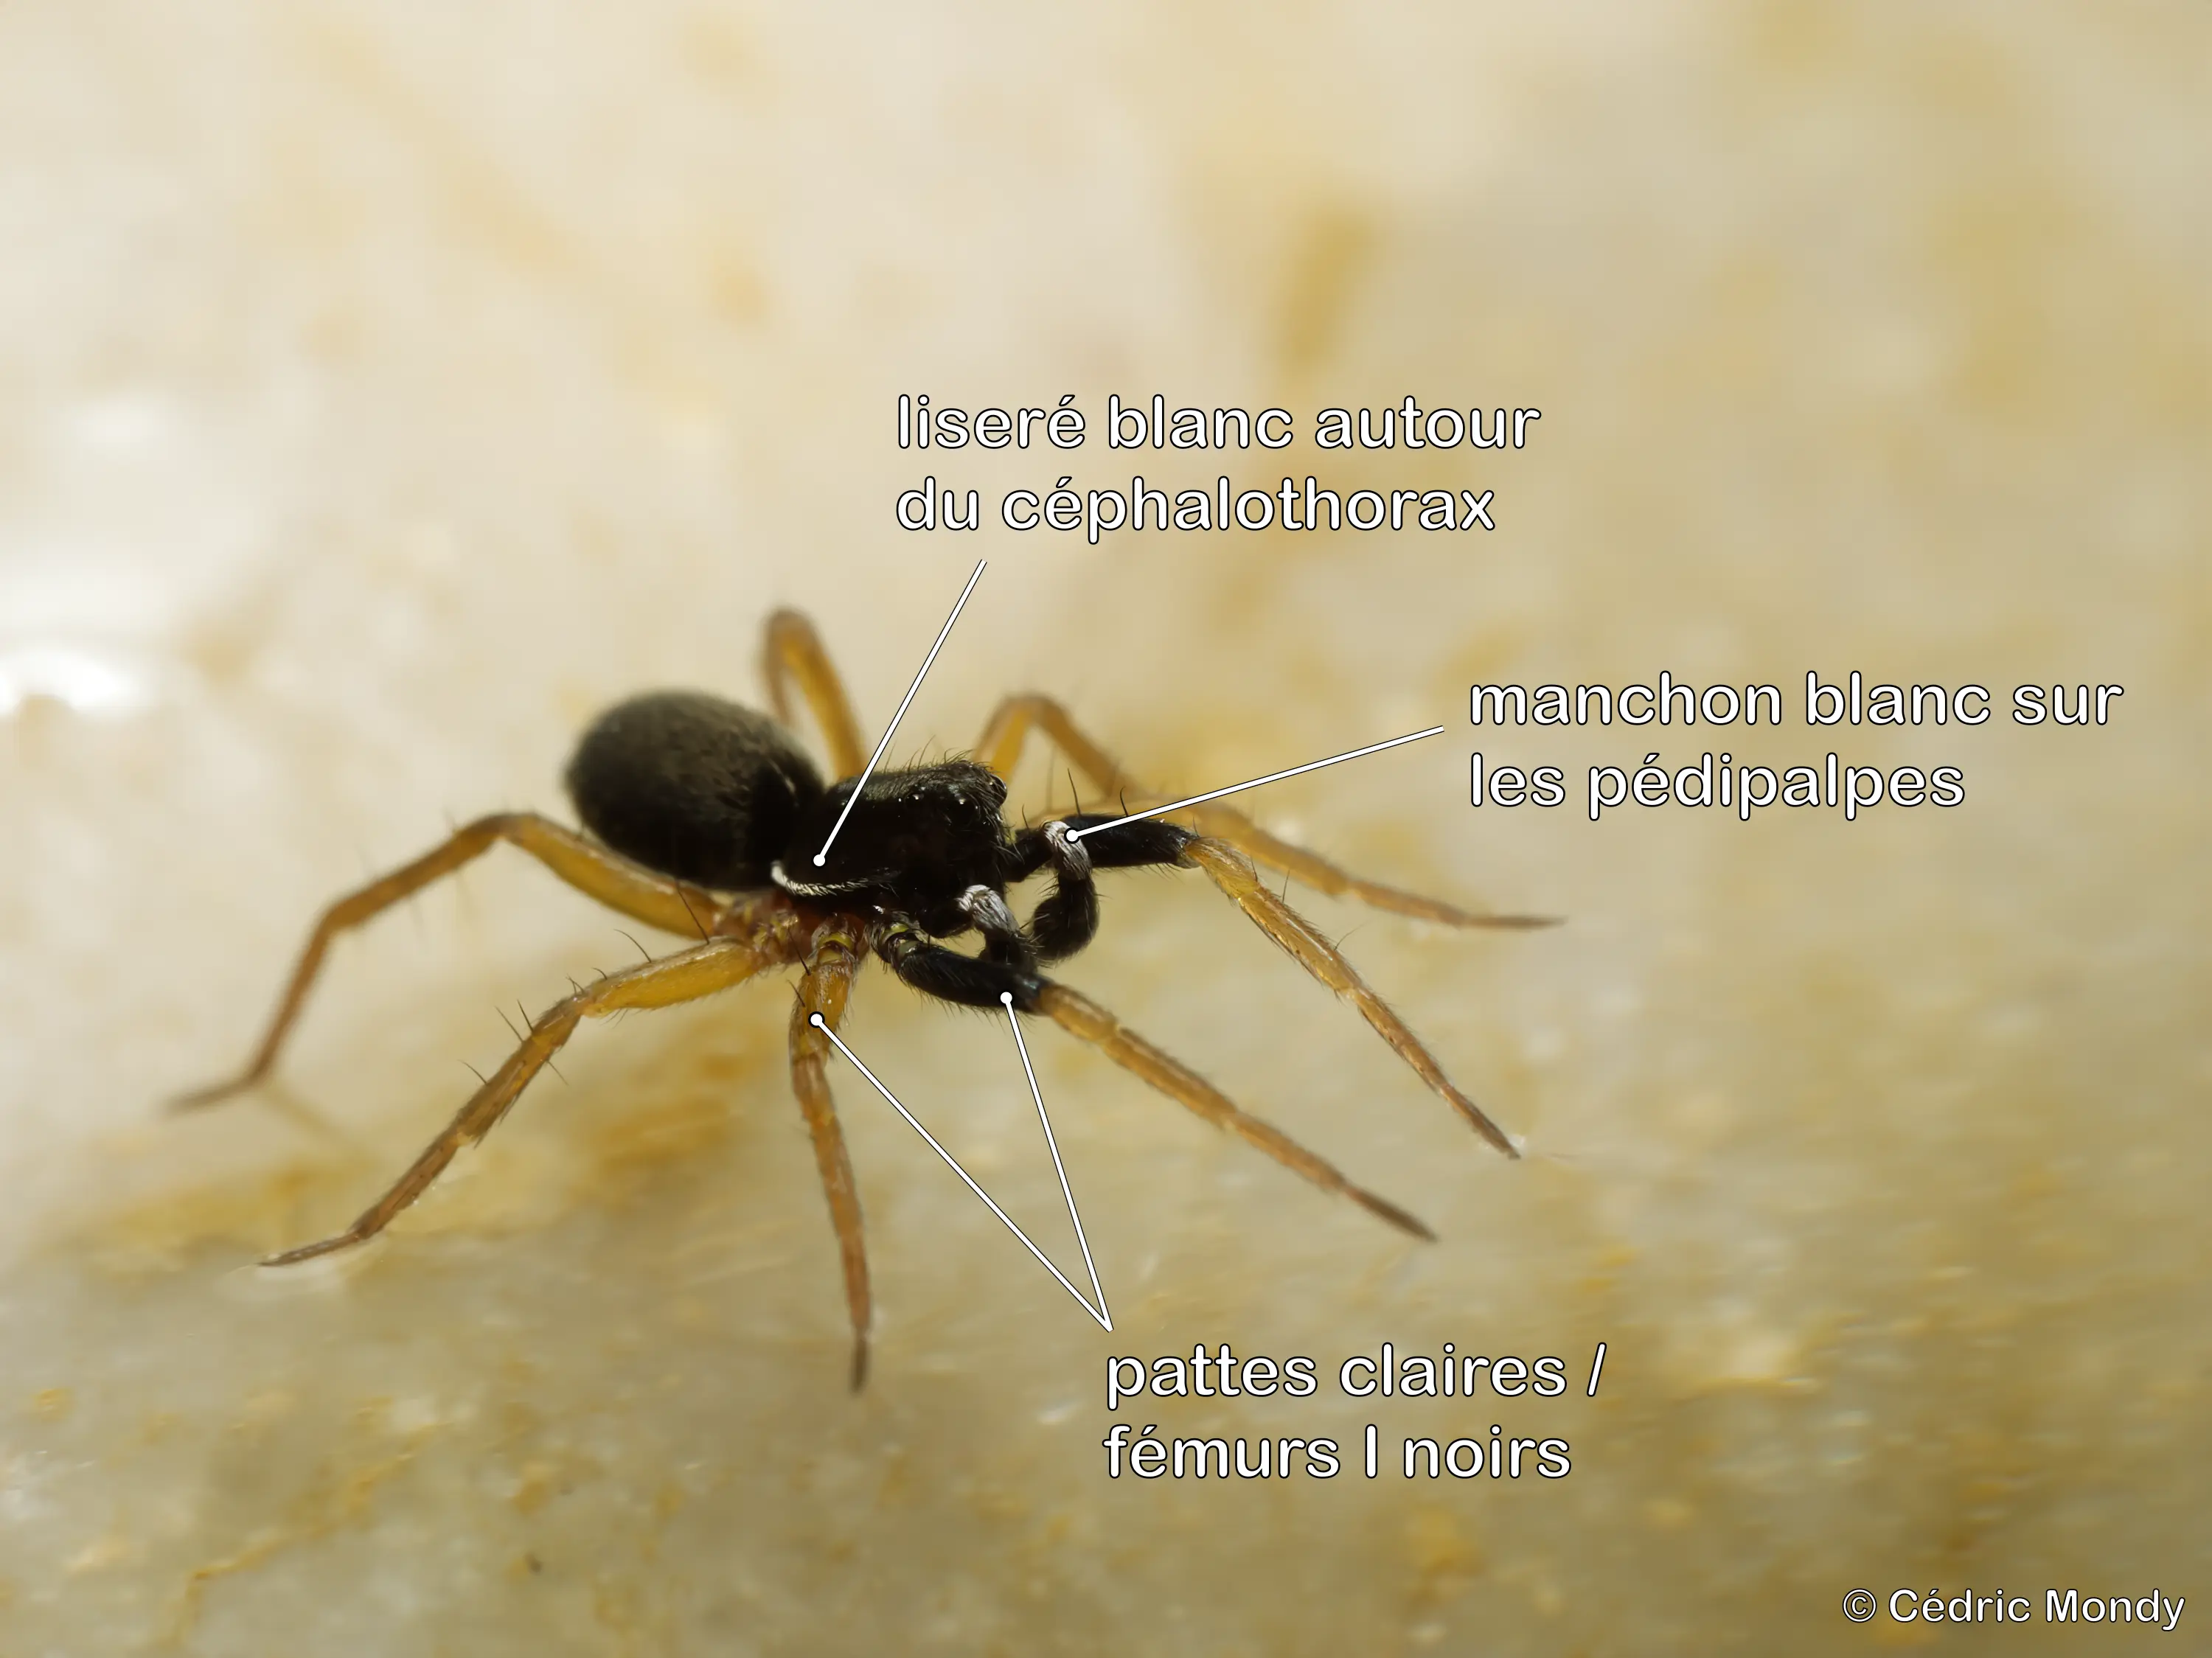 liseré blanc autour
du céphalothorax
manchon blanc sur
les pédipalpes
pattes claires /
fémurs I noirs
© Cédric Mondy